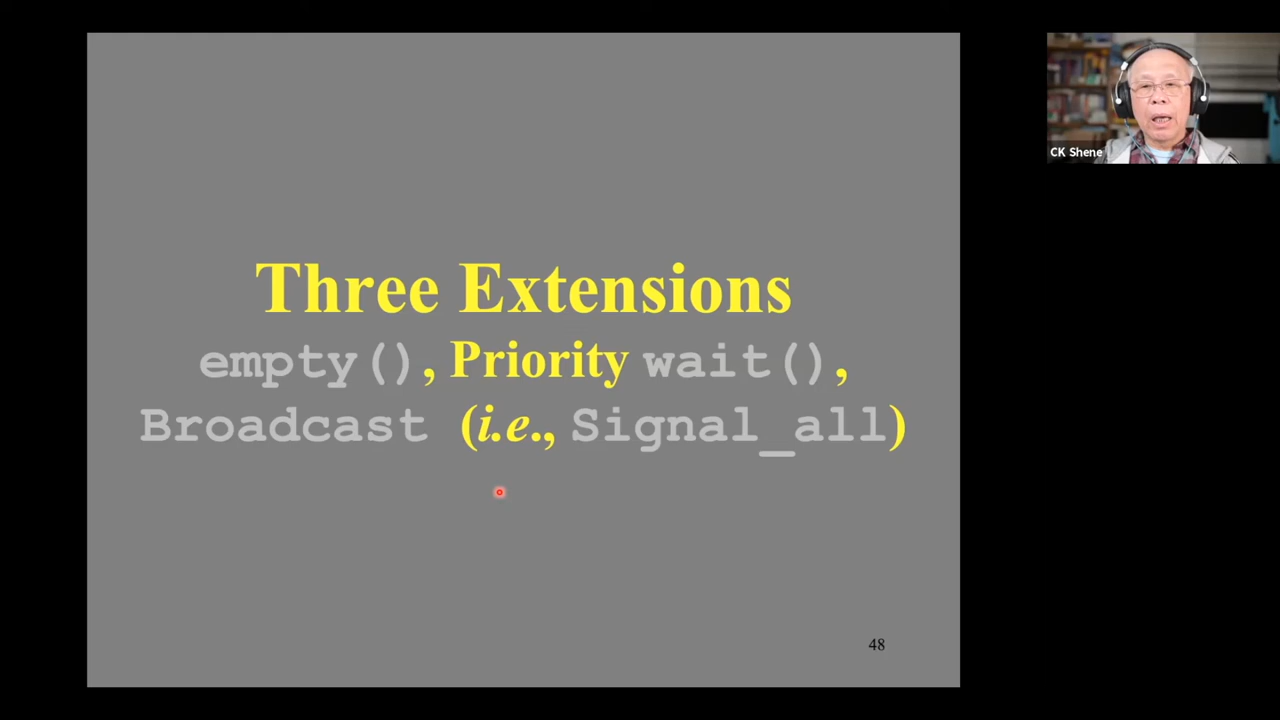 Three Extensions
empty(), Priority wait(),
Broadcast (i.e., Signal_all)
48
CK Shene